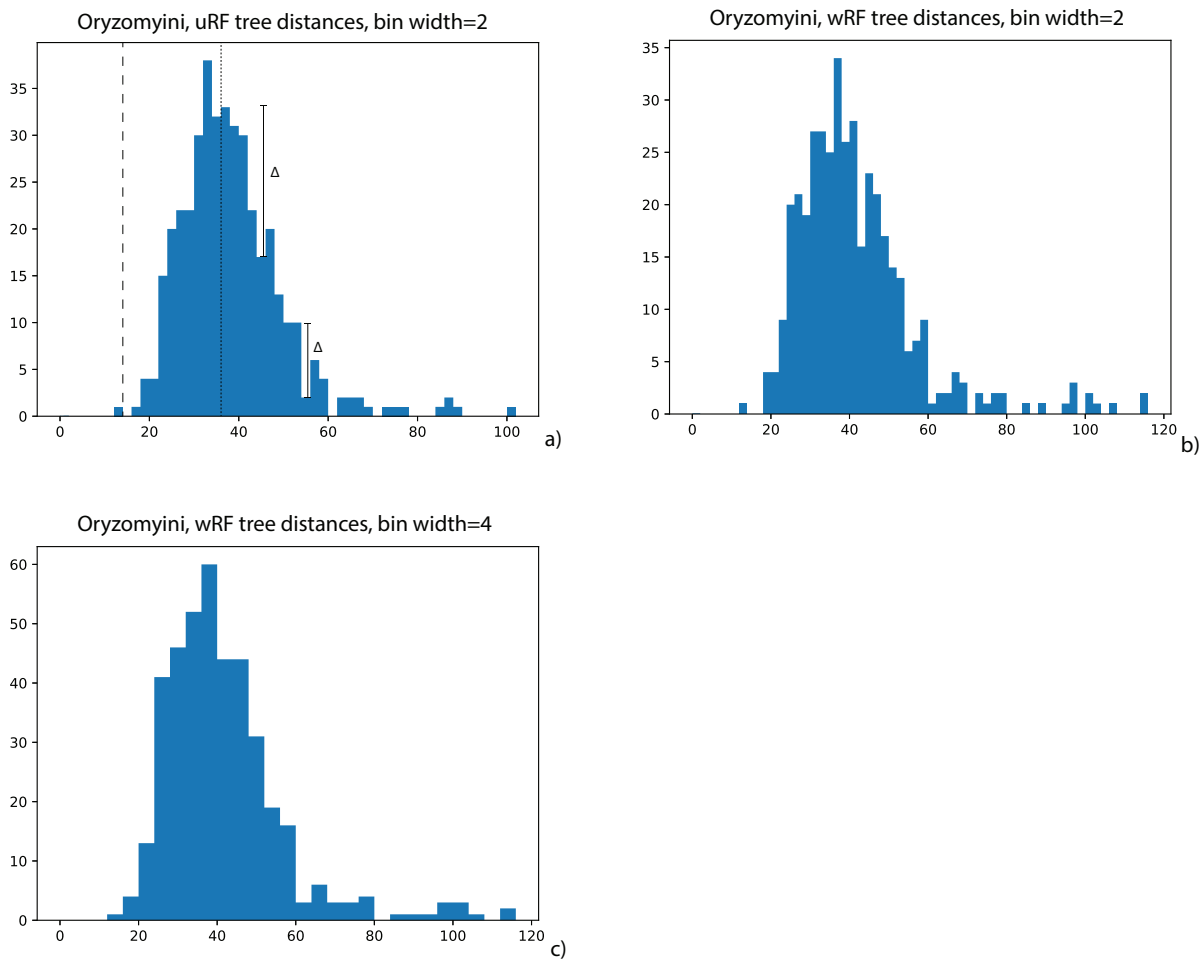 Oryzomyini, uRF tree distances, bin width=2
35
30
25
20
15
10
5
0
Δ
Δ
0 20 40 60 80 100
a)
Oryzomyini, wRF tree distances, bin width=2
35
30
25
20
15
10
5
0
0 20 40 60 80 100 120
b)
Oryzomyini, wRF tree distances, bin width=4
60
50
40
30
20
10
0
0 20 40 60 80 100 120
c)